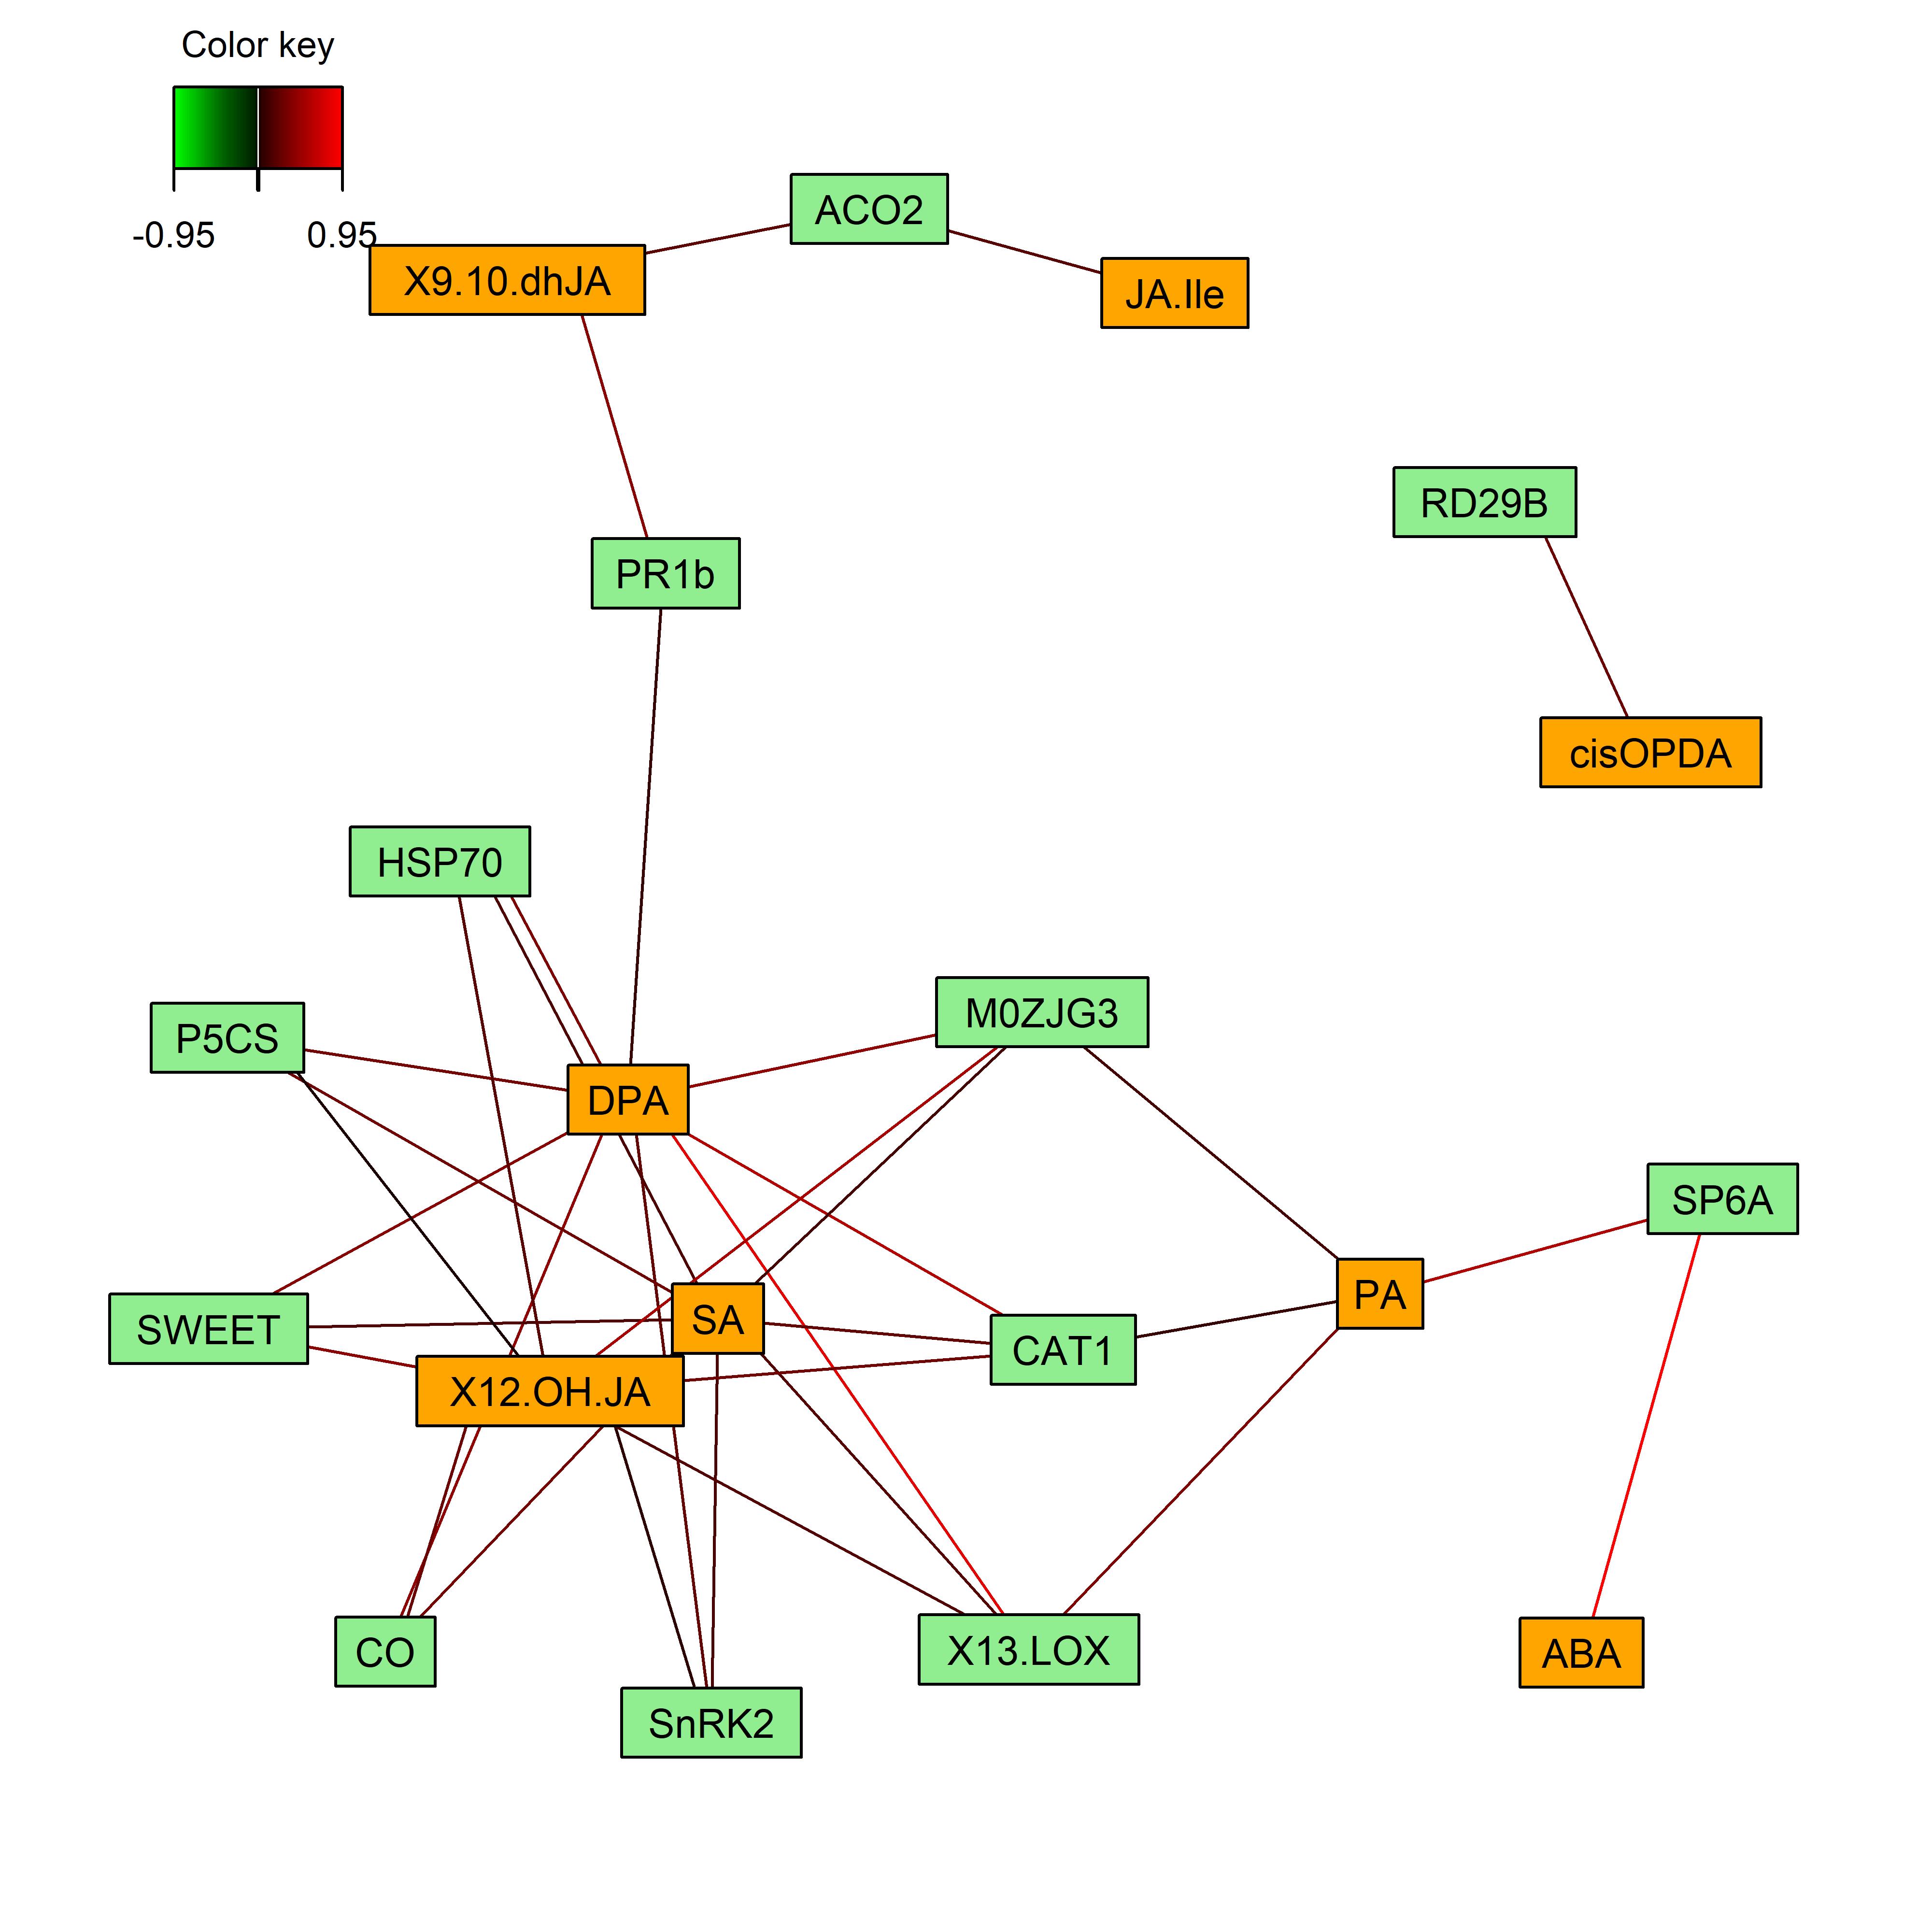 Color key
-0.95 0.95
ACO2
X9.10.dhJA
JA.Ile
RD29B
PR1b
cisOPDA
HSP70
M0ZJG3
P5CS
DPA
SP6A
PA
SA
SWEET
CAT1
X12.OH.JA
CO
X13.LOX
ABA
SnRK2